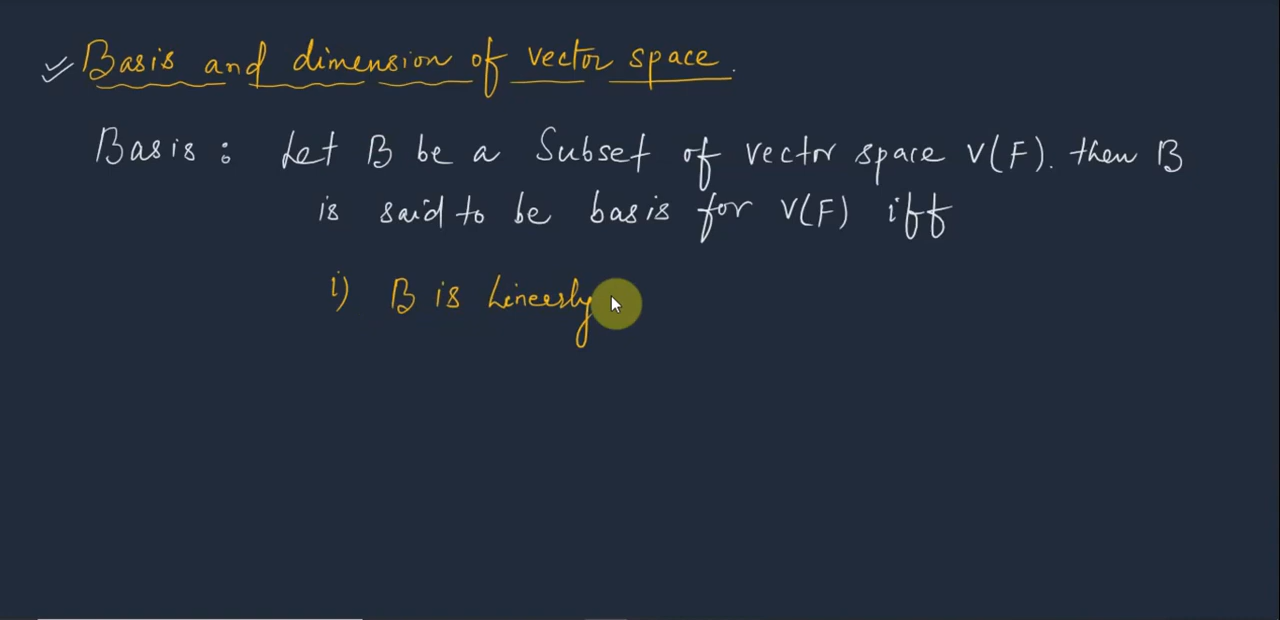 Basis and dimension of vector space.
Basis : Let B be a Subset of vector space V(F). then B
is said to be basis for V(F) iff
i) B is Lineerly